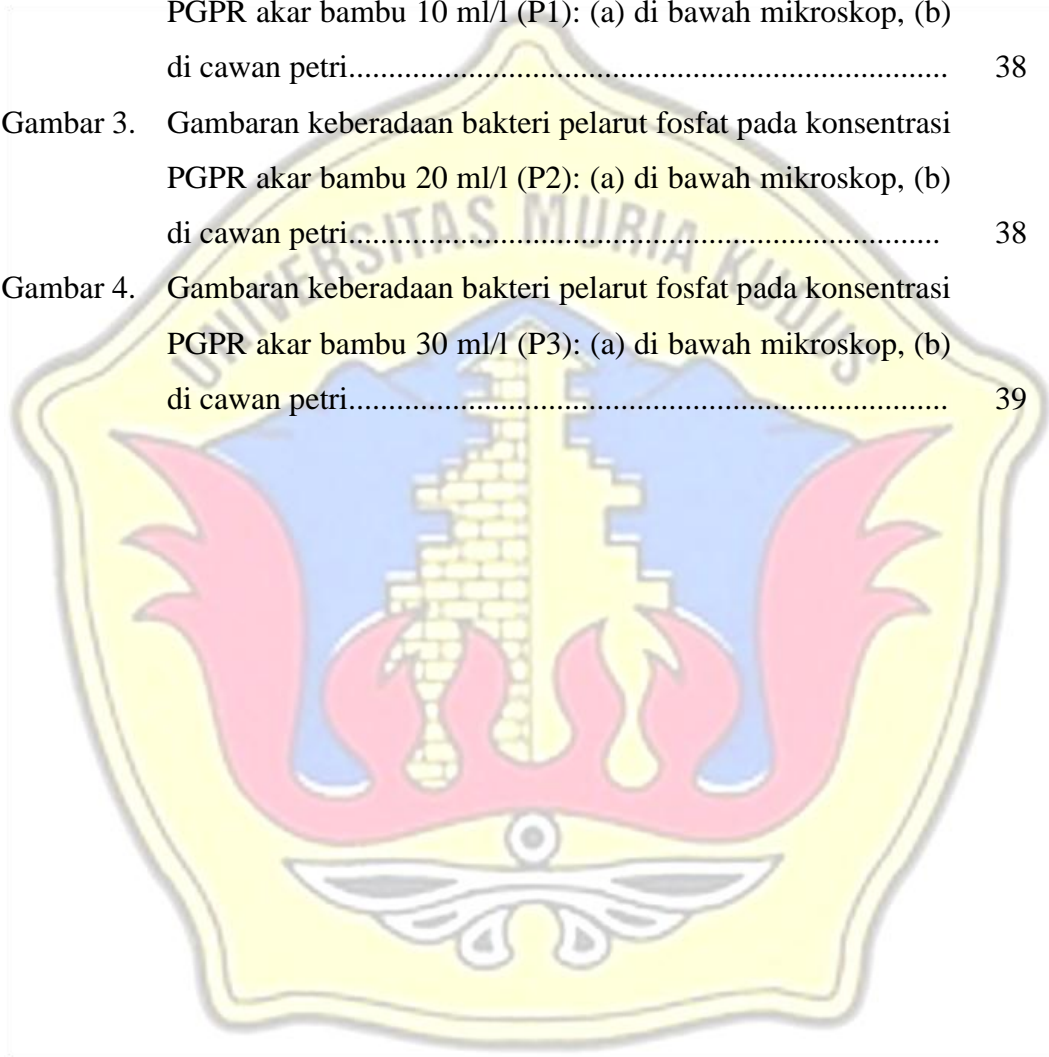 PGPR akar bambu 10 ml/l (P1): (a) di bawah mikroskop, (b)
di cawan petri............................................................... 38
Gambar 3. Gambaran keberadaan bakteri pelarut fosfat pada konsentrasi
PGPR akar bambu 20 ml/l (P2): (a) di bawah mikroskop, (b)
di cawan petri.............................................................. 38
Gambar 4. Gambaran keberadaan bakteri pelarut fosfat pada konsentrasi
PGPR akar bambu 30 ml/l (P3): (a) di bawah mikroskop, (b)
di cawan petri............................................................... 39
UNIVERSITAS MURIA KUDUS